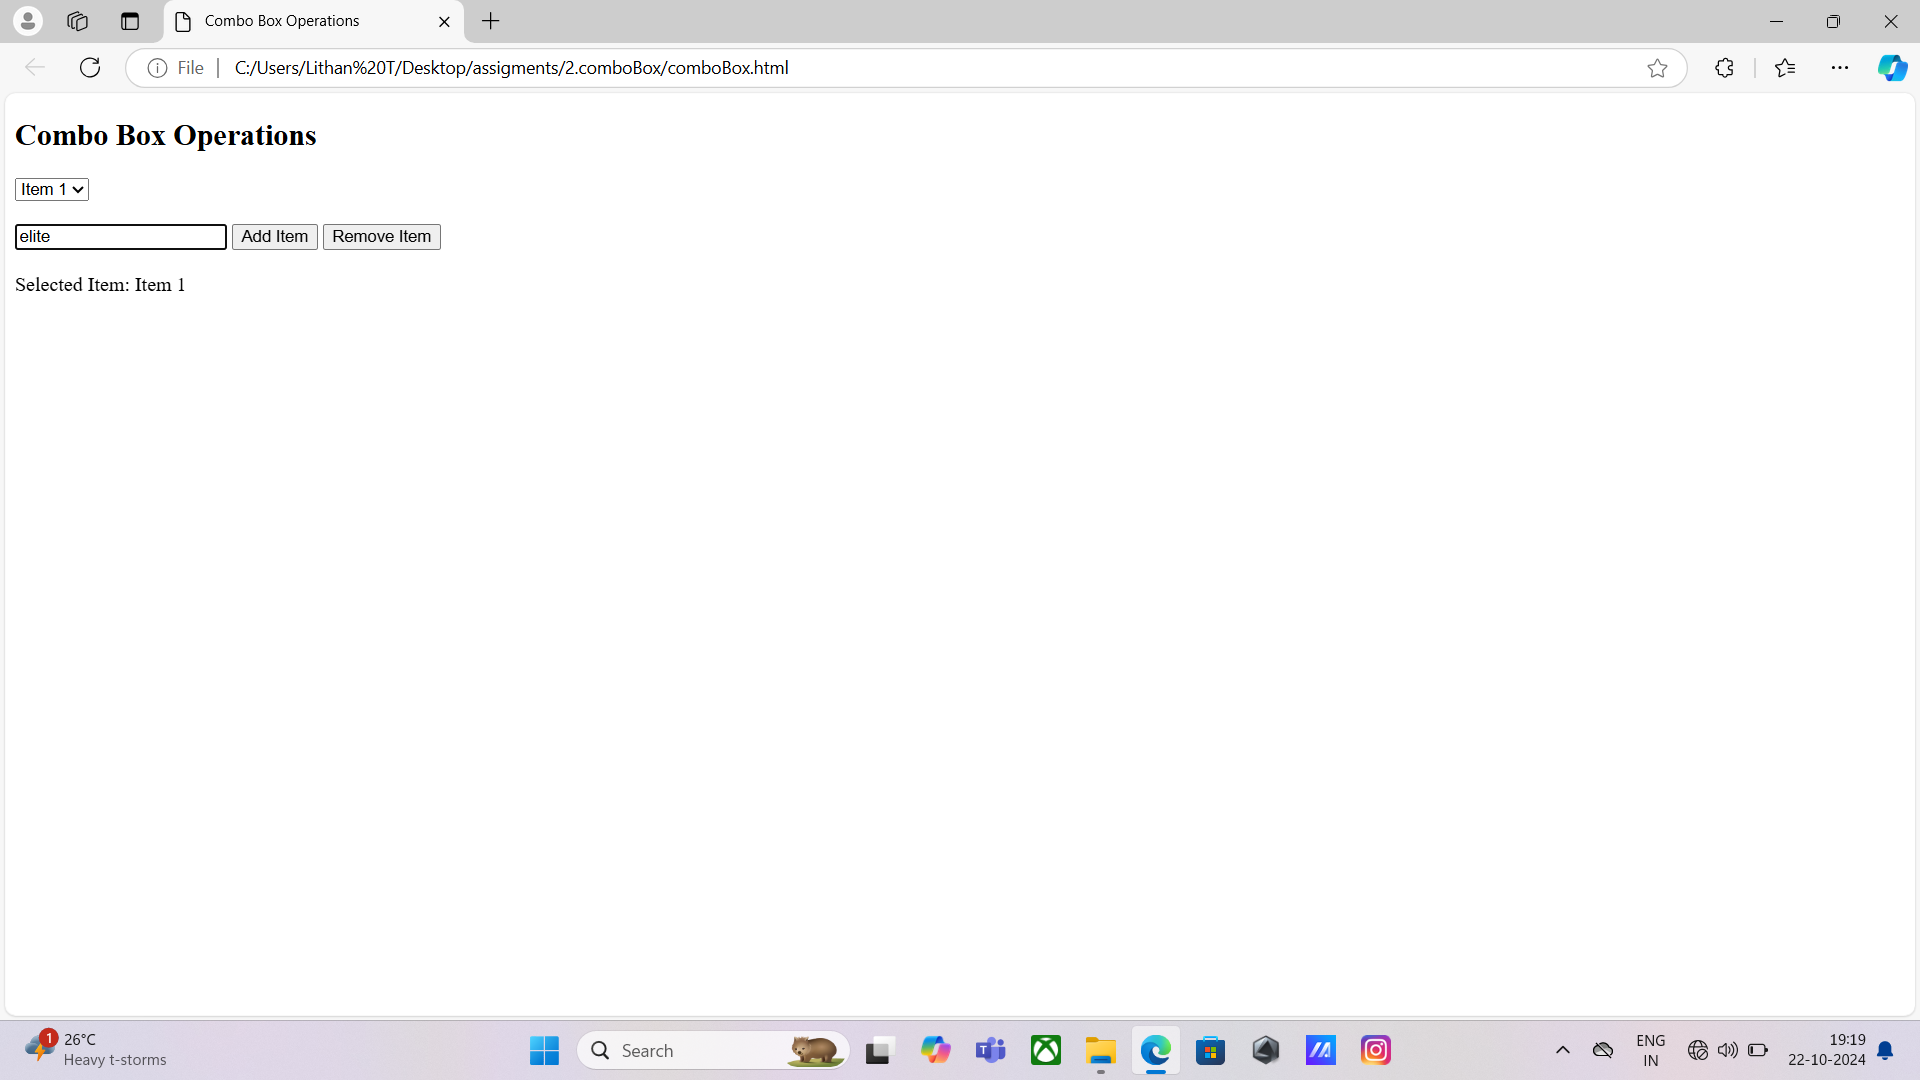 Combo Box Operations
File
C:/Users/Lithan%20T/Desktop/assigments/2.comboBox/comboBox.html
Combo Box Operations
Item 1
elite Add Item Remove Item
Selected Item: Item 1
1
26°C
Heavy t-storms
Search
T
ENG
IN
19:19
22-10-2024